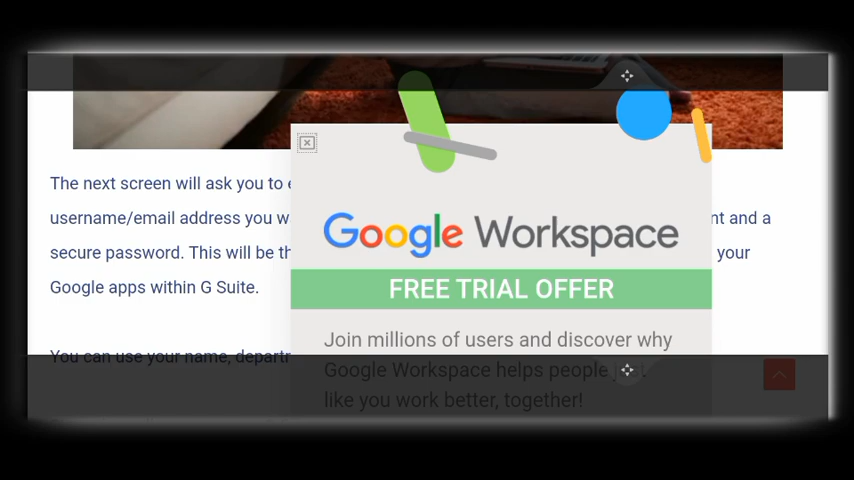 The next screen will ask you to
username/email address you nt and a
secure password. This will be your
Google apps within G Suite.
You can use your name,
Google Workspace
FREE TRIAL OFFER
Join millions of users and discover why
Google Workspace helps people just
like you work better, together!